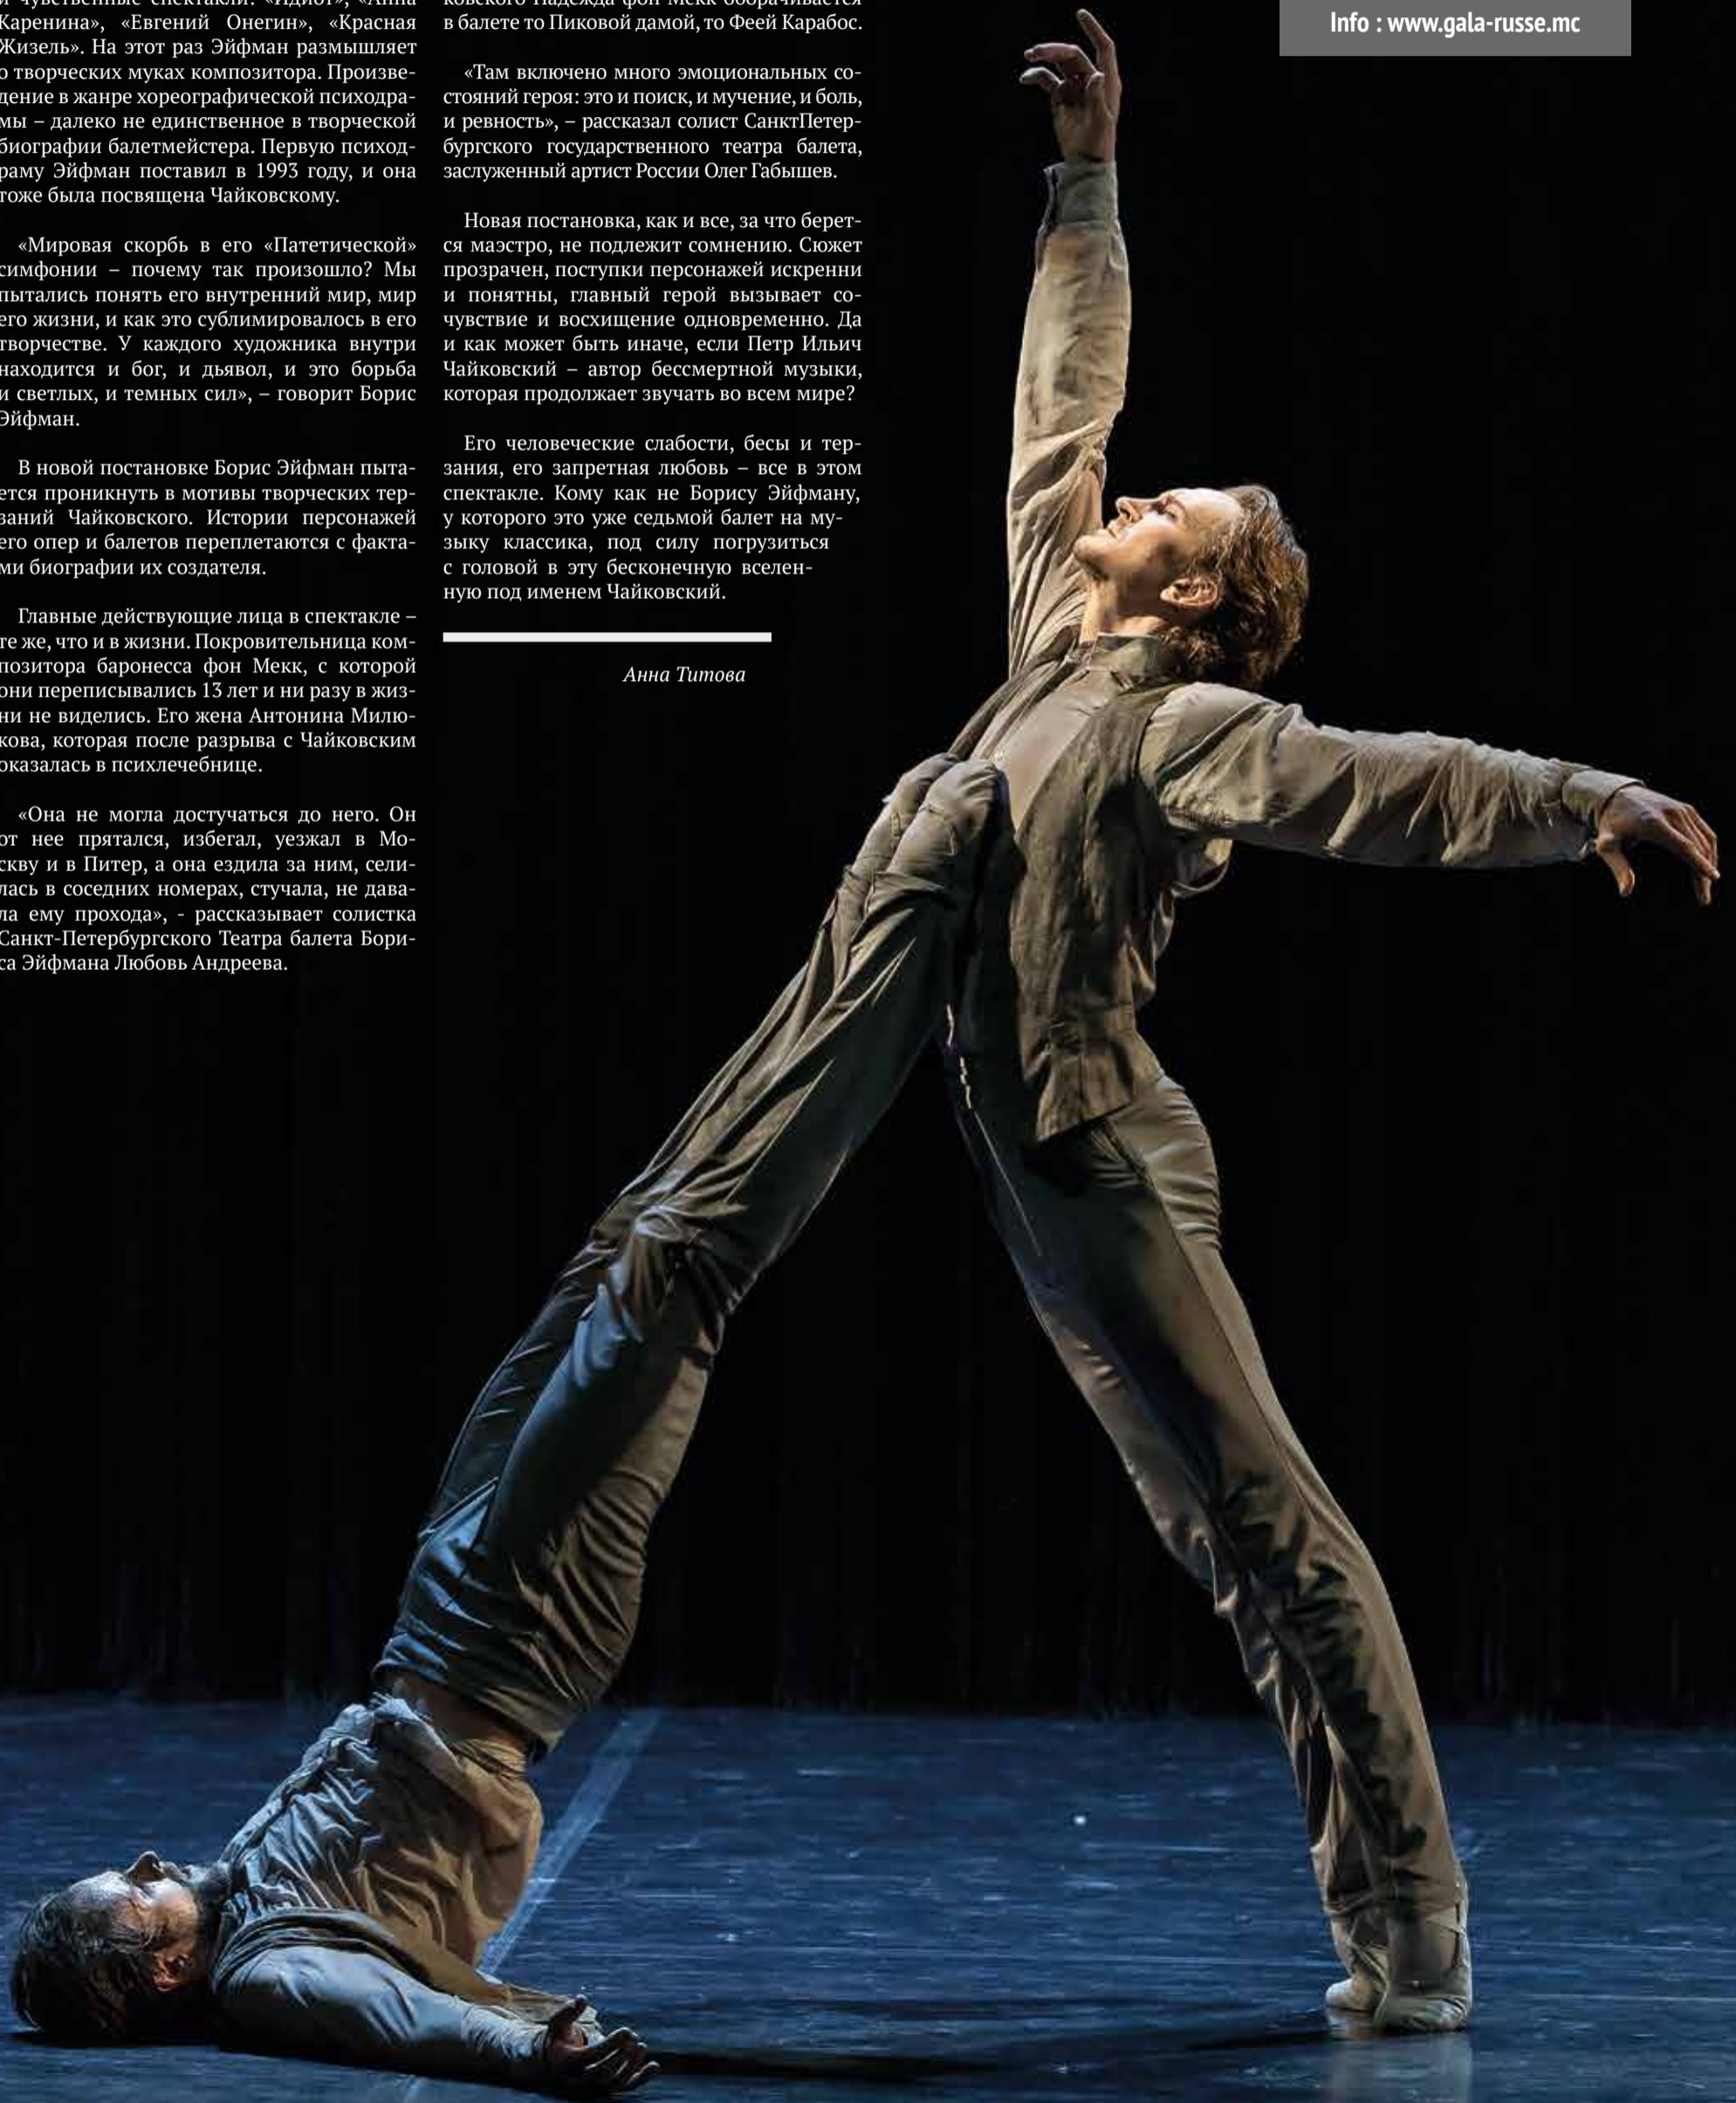 и чувственные спектакли: «Идиот», «Анна
Каренина», «Евгений Онегин», «Красная
Жизель». На этот раз Эйфман размышляет
о творческих муках композитора. Произве-
дение в жанре хореографической психодра-
мы – далеко не единственное в творческой
биографии балетмейстера. Первую психод-
раму Эйфман поставил в 1993 году, и она
тоже была посвящена Чайковскому.
«Мировая скорбь в его «Патетической»
симфонии – почему так произошло? Мы
пытались понять его внутренний мир, мир
его жизни, и как это сублимировалось в его
творчестве. У каждого художника внутри
находится и бог, и дьявол, и это борьба
и светлых, и темных сил», – говорит Борис
Эйфман.
В новой постановке Борис Эйфман пыта-
ется проникнуть в мотивы творческих тер-
заний Чайковского. Истории персонажей
его опер и балетов переплетаются с факта-
ми биографии их создателя.
Главные действующие лица в спектакле –
те же, что и в жизни. Покровительница ком-
позитора баронесса фон Мекк, с которой
они переписывались 13 лет и ни разу в жиз-
ни не виделись. Его жена Антонина Милю-
кова, которая после разрыва с Чайковским
оказалась в психлечебнице.
«Она не могла достучаться до него. Он
от нее прятался, избегал, уезжал в Мо-
скву и в Питер, а она ездила за ним, сели-
лась в соседних номерах, стучала, не дава-
ла ему прохода», - рассказывает солистка
Санкт-Петербургского Театра балета Бори-
са Эйфмана Любовь Андреева.
ковского Надежда фон Мекк оборачивается
в балете то Пиковой дамой, то Феей Карабос.
«Там включено много эмоциональных со-
стояний героя: это и поиск, и мучение, и боль,
и ревность», – рассказал солист СанктПетер-
бургского государственного театра балета,
заслуженный артист России Олег Габышев.
Новая постановка, как и все, за что берет-
ся маэстро, не подлежит сомнению. Сюжет
прозрачен, поступки персонажей искренни
и понятны, главный герой вызывает со-
чувствие и восхищение одновременно. Да
и как может быть иначе, если Петр Ильич
Чайковский – автор бессмертной музыки,
которая продолжает звучать во всем мире?
Его человеческие слабости, бесы и тер-
зания, его запретная любовь – все в этом
спектакле. Кому как не Борису Эйфману,
у которого это уже седьмой балет на му-
зыку классика, под силу погрузиться
с головой в эту бесконечную вселен-
ную под именем Чайковский.
Анна Титова
Info : www.gala-russe.mc